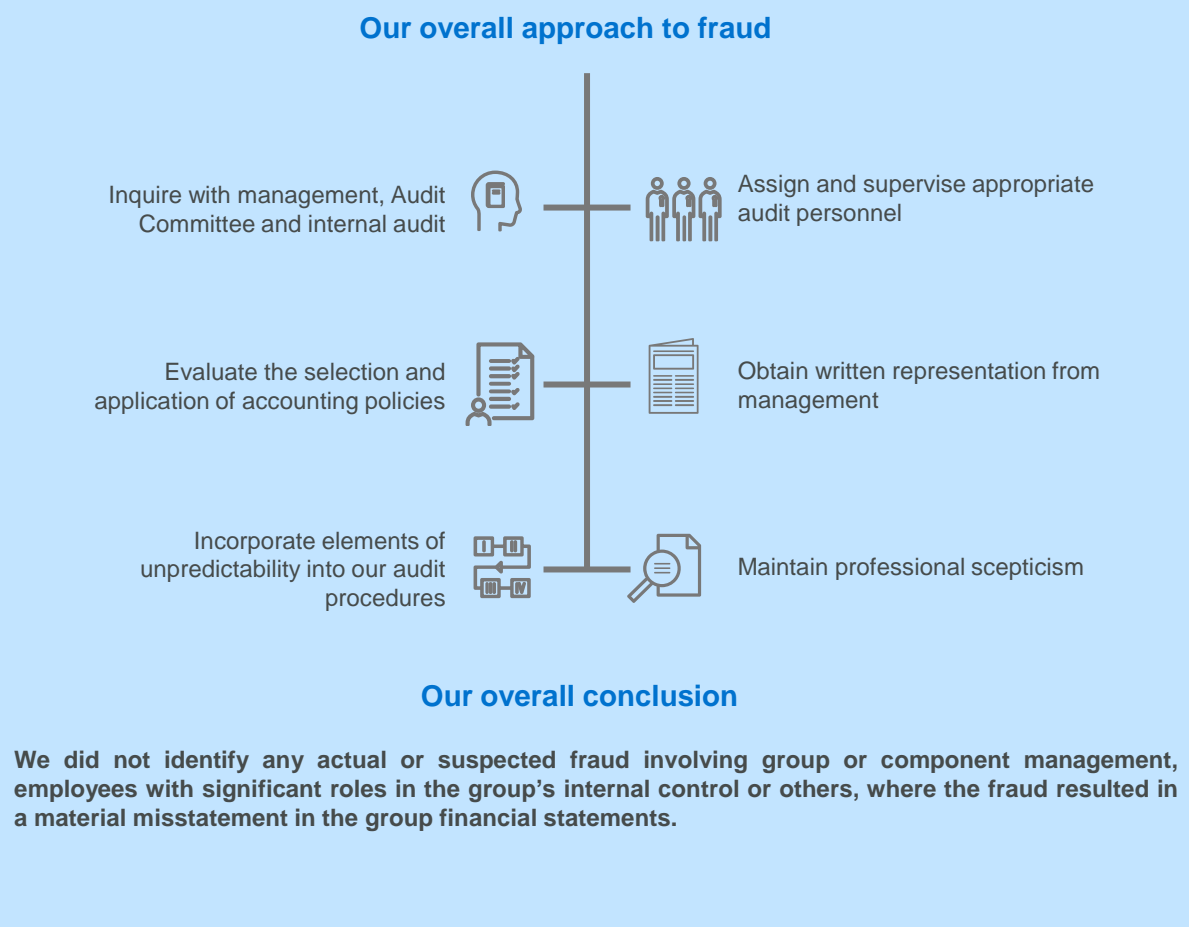 Our overall approach to fraud
Inquire with management, Audit
Committee and internal audit
Assign and supervise appropriate
audit personnel
Evaluate the selection and
application of accounting policies
Obtain written representation from
management
Incorporate elements of
unpredictability into our audit
procedures
I II
III IV
Maintain professional scepticism
Our overall conclusion
We did not identify any actual or suspected fraud involving group or component management,
employees with significant roles in the group's internal control or others, where the fraud resulted in
a material misstatement in the group financial statements.